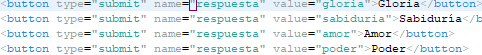 <button type="submit" name="respuesta" value="gloria">Gloria</button>
<button type="submit" name="respuesta" value="sabiduria">Sabiduria</button>
<button type="submit" name="respuesta" value="amor">Amor</button>
<button type="submit" name="respuesta" value="poder">Poder</button>